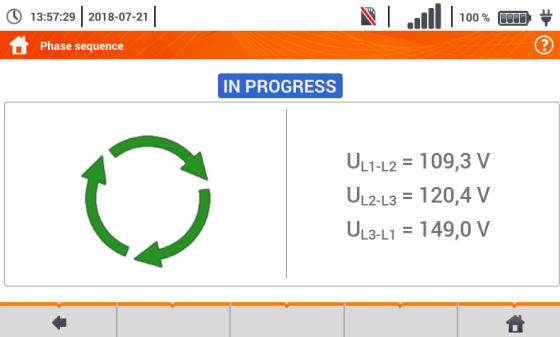 13:57:29 2018-07-21 100 %
Phase sequence ?
IN PROGRESS
UL1-L2 = 109,3 V
UL2-L3 = 120,4 V
UL3-L1 = 149,0 V